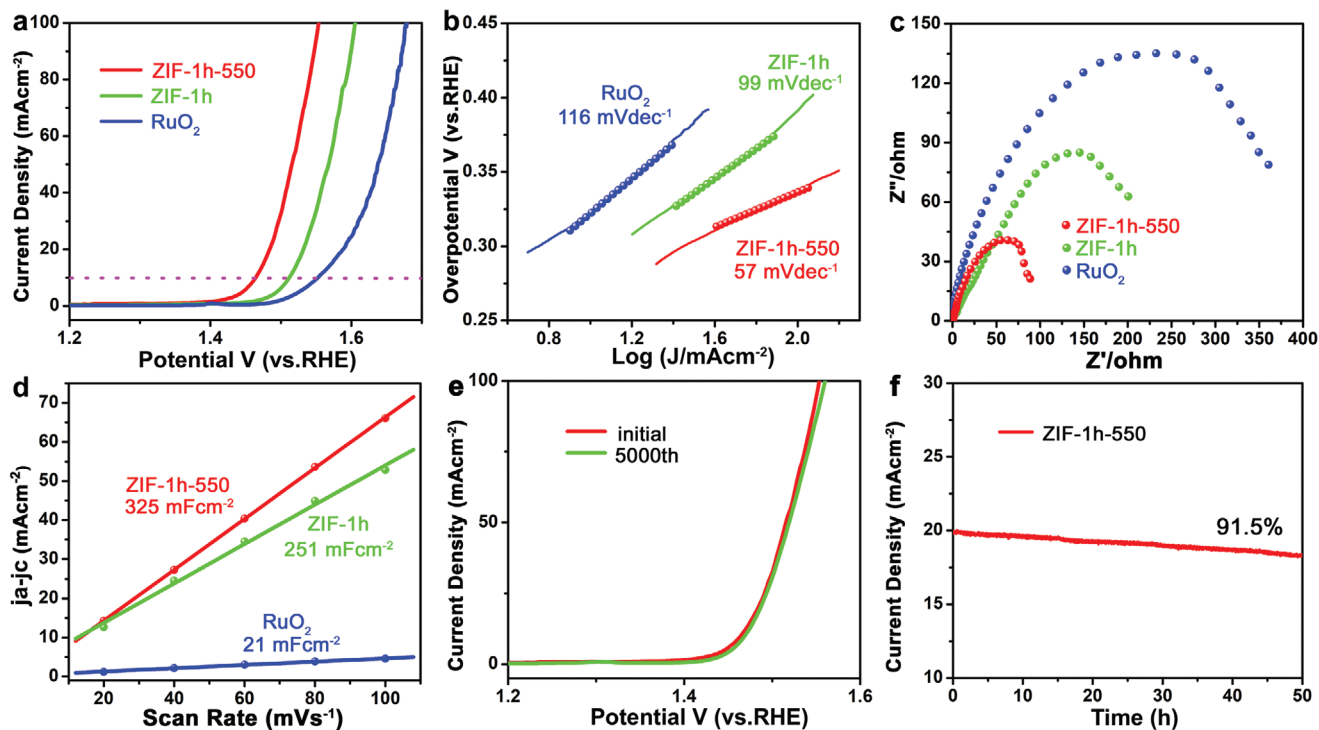 a
100
80
60
40
20
0
Current Density (mAcm⁻²)
ZIF-1h-550
ZIF-1h
RuO₂
1.2
1.4
1.6
Potential V (vs.RHE)
b
0.45
0.40
0.35
0.30
0.25
Overpotential V (vs.RHE)
ZIF-1h
99 mVdec⁻¹
RuO₂
116 mVdec⁻¹
ZIF-1h-550
57 mVdec⁻¹
0.8
1.2
1.6
2.0
Log (J/mAcm⁻²)
c
150
120
90
60
30
0
Z"/ohm
ZIF-1h-550
ZIF-1h
RuO₂
0
50
100
150
200
250
300
350
400
Z'/ohm
d
70
60
50
40
30
20
10
0
ja-jc (mAcm⁻²)
ZIF-1h-550
325 mFcm⁻²
ZIF-1h
251 mFcm⁻²
RuO₂
21 mFcm⁻²
20
40
60
80
100
Scan Rate (mVs⁻¹)
e
100
50
0
Current Density (mAcm⁻²)
initial
5000th
1.2
1.4
1.6
Potential V (vs.RHE)
f
30
25
20
15
10
Current Density (mAcm⁻²)
ZIF-1h-550
91.5%
0
10
20
30
40
50
Time (h)